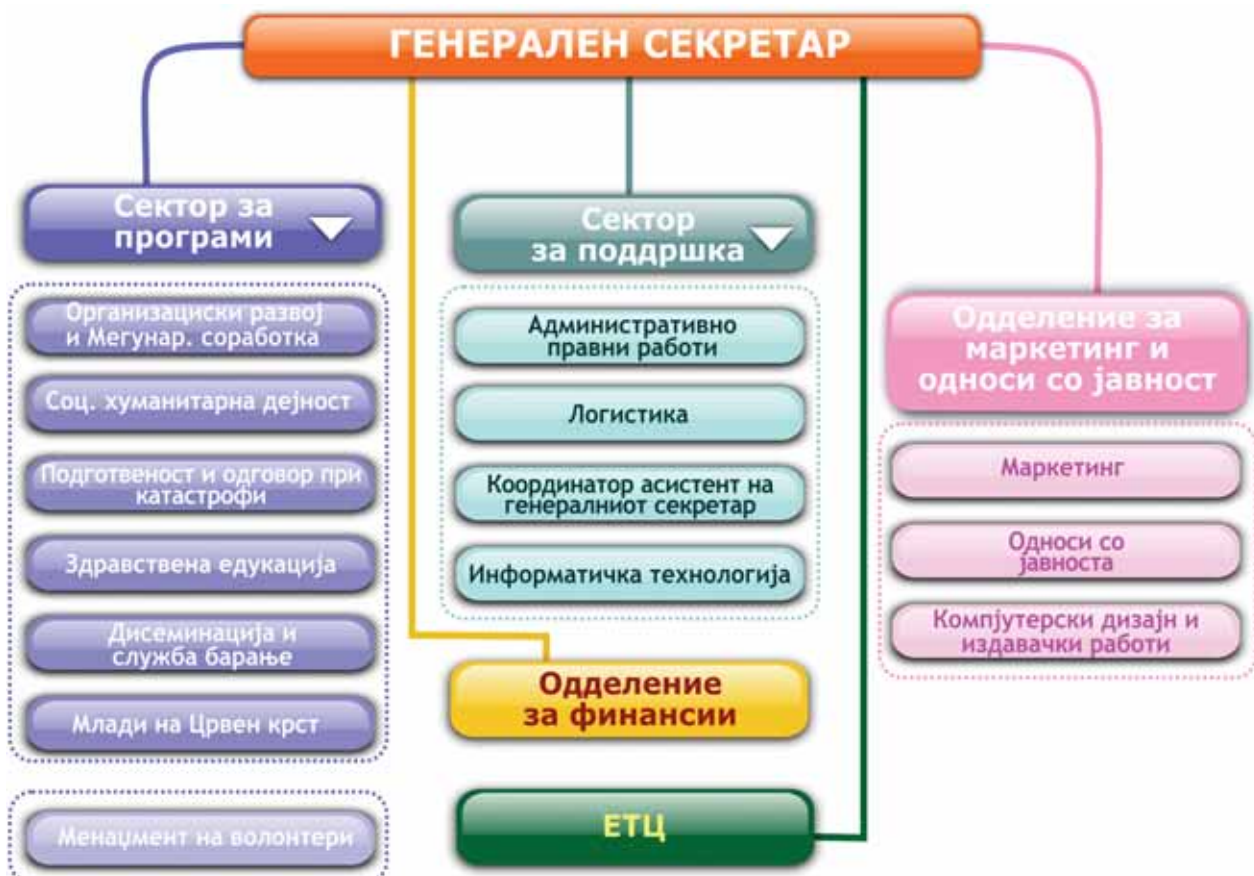 ГЕНЕРАЛЕН СЕКРЕТАР
Сектор за
програми
Организациски развој
и Мегунар. соработка
Соц. хуманитарна дејност
Подготвеност и одговор при
катастрофи
Здравствена едукација
Дисеминација и
служба барање
Млади на Црвен крст
Менаџмент на волонтери
Сектор
за поддршка
Административно
правни работи
Логистика
Координатор асистент на
генералниот секретар
Информатичка технологија
Одделение
за финансии
ЕТЦ
Одделение за
маркетинг и
односи со јавност
Маркетинг
Односи со
јавноста
Компјутерски дизајн и
издавачки работи